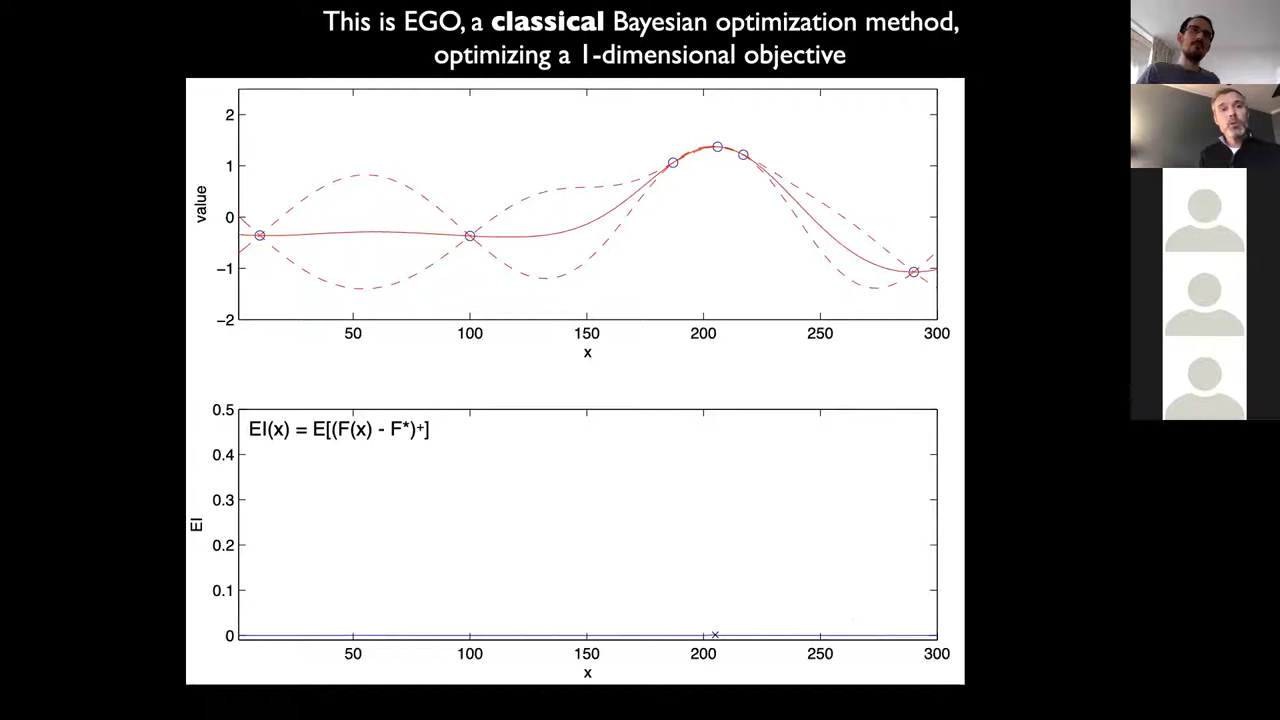 This is EGO, a classical Bayesian optimization method,
optimizing a 1-dimensional objective
2
1
0
−1
−2
value
50 100 150 200 250 300
x
0.5
EI(x) = E[(F(x) - F*)+]
0.4
0.3
0.2
0.1
0
EI
50 100 150 200 250 300
x